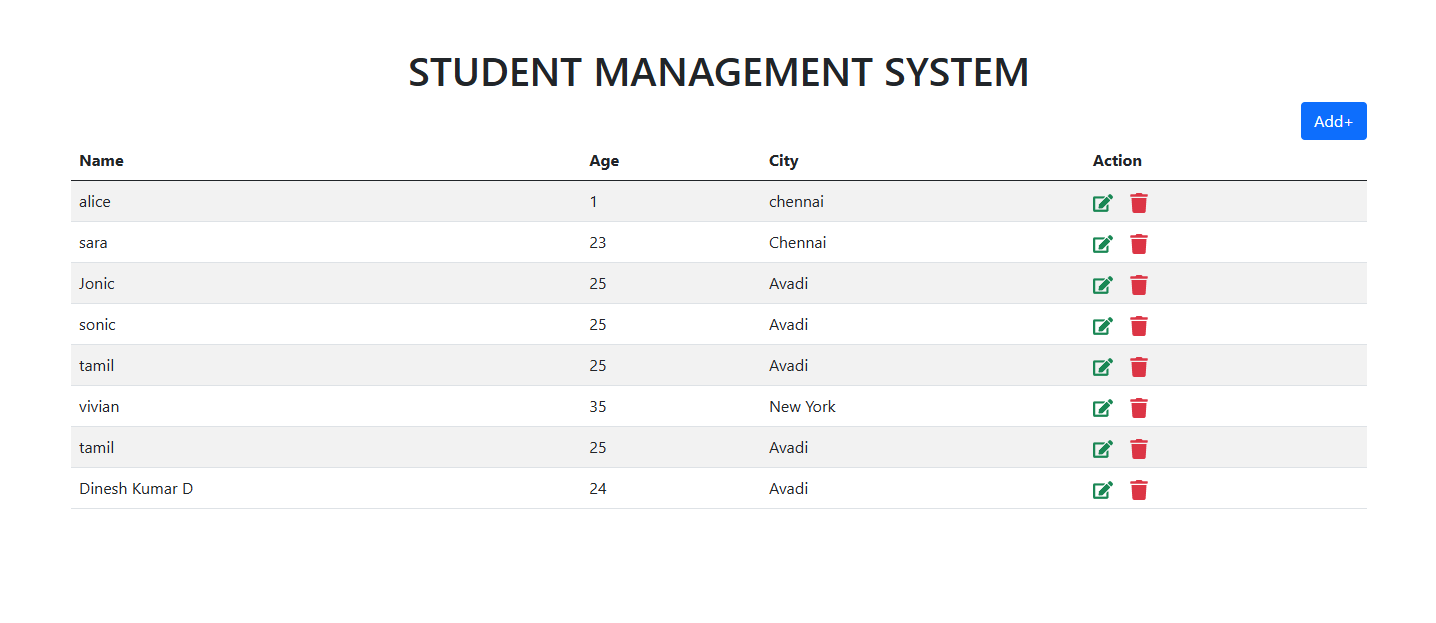 STUDENT MANAGEMENT SYSTEM
Add+
Name Age City Action
alice 1 chennai
sara 23 Chennai
Jonic 25 Avadi
sonic 25 Avadi
tamil 25 Avadi
vivian 35 New York
tamil 25 Avadi
Dinesh Kumar D 24 Avadi